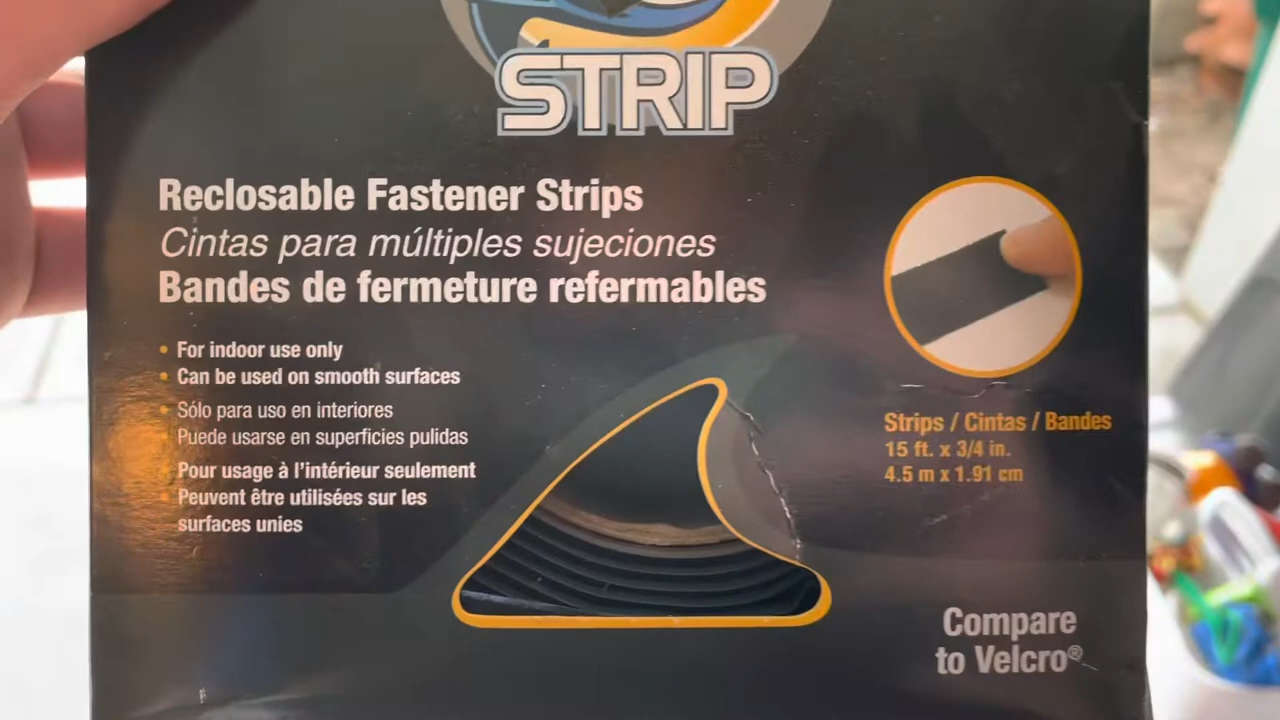 STRIP
Reclosable Fastener Strips
Cintas para múltiples sujeciones
Bandes de fermeture refermables
• For indoor use only
• Can be used on smooth surfaces
• Sólo para uso en interiores
• Puede usarse en superficies pulidas
• Pour usage à l'intérieur seulement
• Peuvent être utilisées sur les
surfaces unies
Strips / Cintas / Bandes
15 ft. x 3/4 in.
4.5 m x 1.91 cm
Compare
to Velcro®